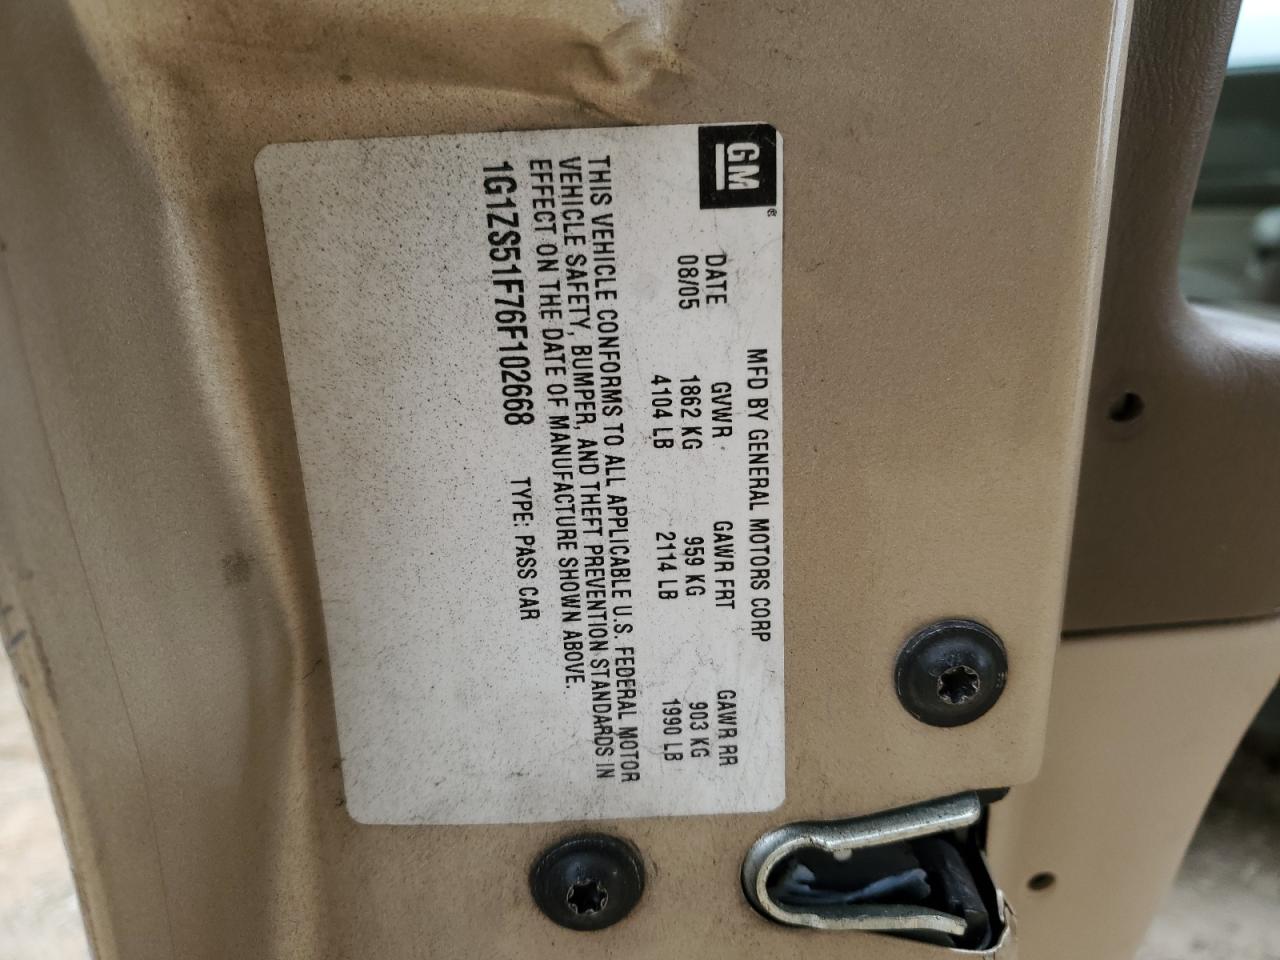 GM®
MFD BY GENERAL MOTORS CORP
DATE GVWR GAWR FRT GAWR RR
08/05 1862 KG 959 KG 903 KG
4104 LB 2114 LB 1990 LB
THIS VEHICLE CONFORMS TO ALL APPLICABLE U.S. FEDERAL MOTOR
VEHICLE SAFETY, BUMPER, AND THEFT PREVENTION STANDARDS IN
EFFECT ON THE DATE OF MANUFACTURE SHOWN ABOVE.
1G1ZS51F76F102668 TYPE: PASS CAR